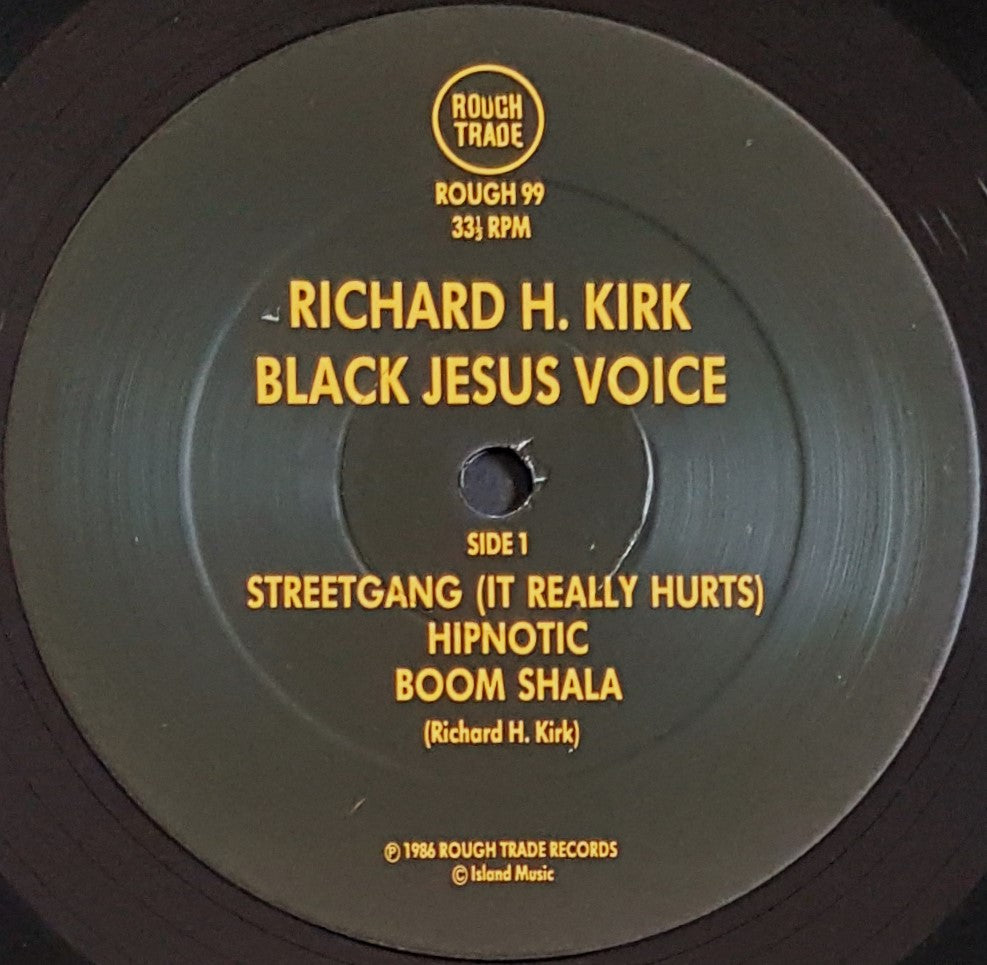 ROUGH
TRADE
ROUGH 99
33⅓ RPM
RICHARD H. KIRK
BLACK JESUS VOICE
SIDE 1
STREETGANG (IT REALLY HURTS)
HIPNOTIC
BOOM SHALA
(Richard H. Kirk)
℗ 1986 ROUGH TRADE RECORDS
© Island Music